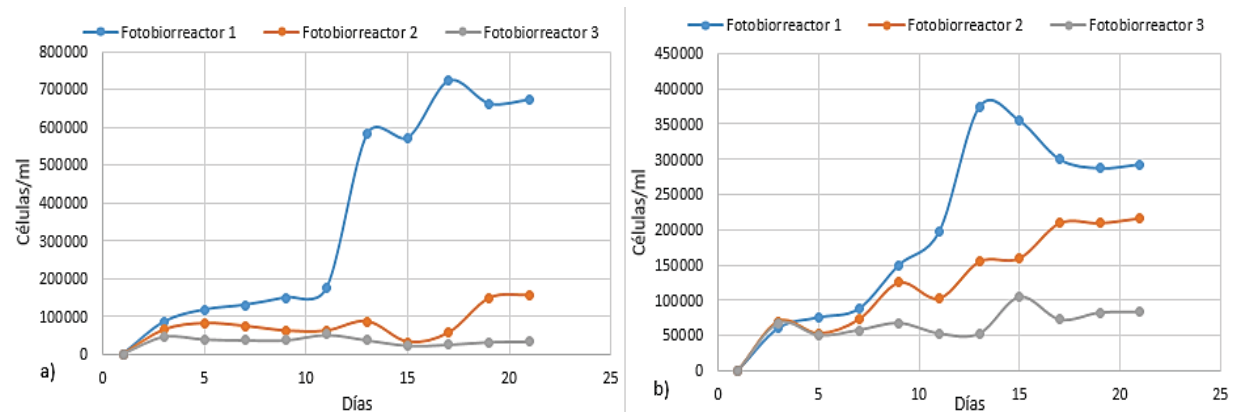 Fotobiorreactor 1 Fotobiorreactor 2 Fotobiorreactor 3
800000
700000
600000
500000
400000
300000
200000
100000
0
Células/ml
0 5 10 15 20 25
Días
a)
Fotobiorreactor 1 Fotobiorreactor 2 Fotobiorreactor 3
450000
400000
350000
300000
250000
200000
150000
100000
50000
0
Células/ml
0 5 10 15 20 25
Días
b)